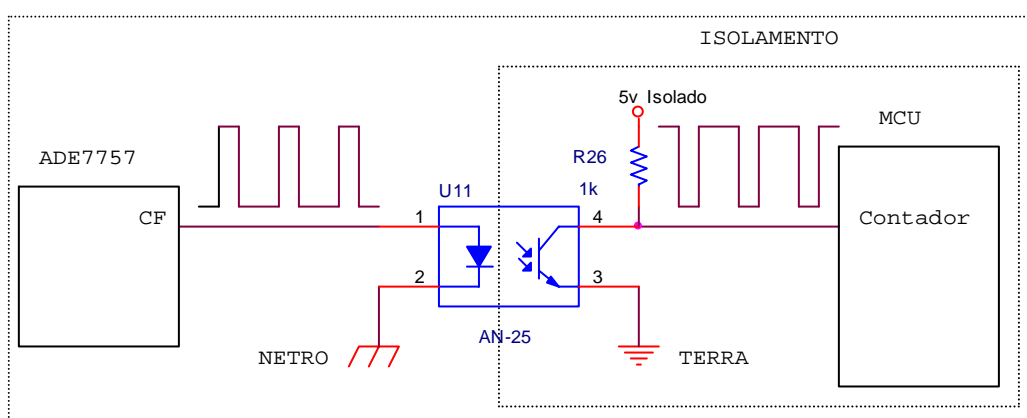 ISOLAMENTO
5v Isolado
MCU
ADE7757
R26
1k
U11
CF
1
4
Contador
2
3
AN-25
NETRO
TERRA